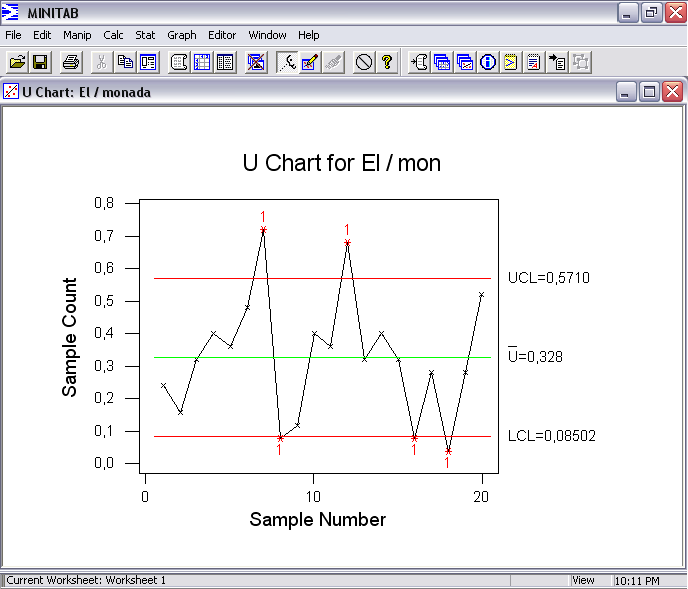 MINITAB
File Edit Manip Calc Stat Graph Editor Window Help
U Chart: El / monada
U Chart for El / mon
0,8
0,7
0,6
0,5
0,4
0,3
0,2
0,1
0,0
Sample Count
1
1
1
1
1
UCL=0,5710
U=0,328
LCL=0,08502
0 10 20
Sample Number
Current Worksheet: Worksheet 1 View 10:11 PM